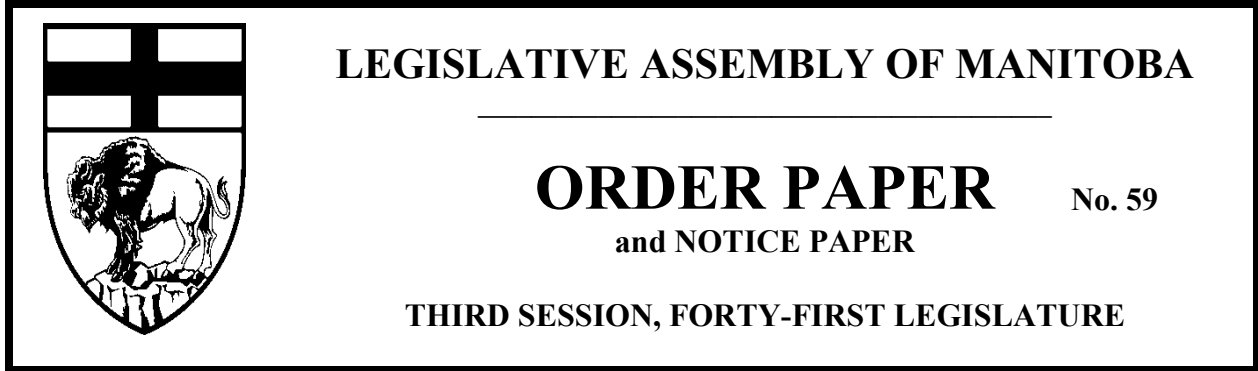 LEGISLATIVE ASSEMBLY OF MANITOBA
ORDER PAPER No. 59
and NOTICE PAPER
THIRD SESSION, FORTY-FIRST LEGISLATURE